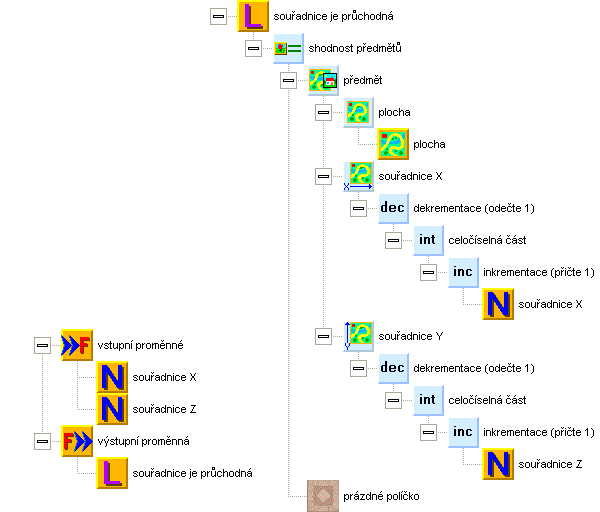 L souřadnice je průchodná
shodnost předmětů
předmět
plocha
plocha
souřadnice X
X
dec dekrementace (odečte 1)
int celočíselná část
inc inkrementace (přičte 1)
N souřadnice X
souřadnice Y
Y
dec dekrementace (odečte 1)
int celočíselná část
inc inkrementace (přičte 1)
N souřadnice Z
prázdné políčko
F vstupní proměnné
N souřadnice X
N souřadnice Z
F výstupní proměnná
L souřadnice je průchodná